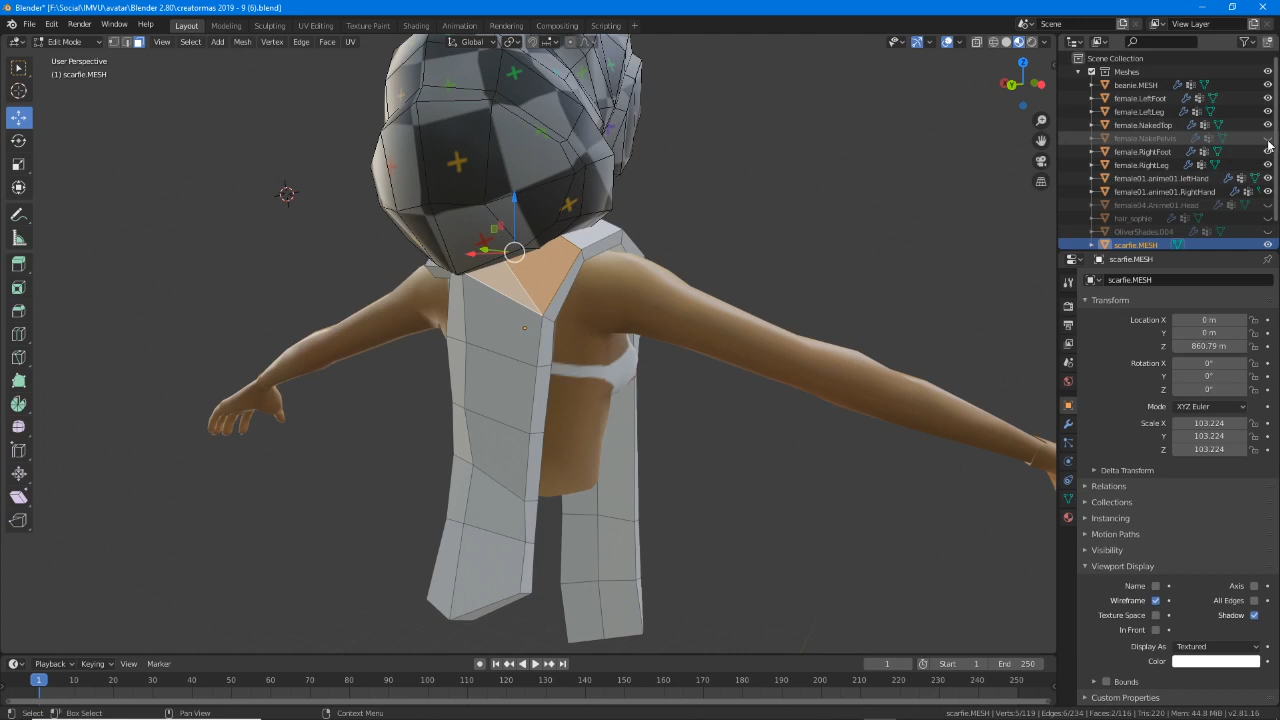 Blender* [F:\Social\IMVU\avatar\Blender 2.80\creatormas 2019 - 9 (6).blend]
File Edit Render Window Help
Layout Modeling Sculpting UV Editing Texture Paint Shading Animation Rendering Compositing Scripting +
Scene
View Layer
Edit Mode
View Select Add Mesh Vertex Edge Face UV
Global
User Perspective
(1) scarfie.MESH
Z
Y
Scene Collection
Meshes
beanie.MESH
female.LeftFoot
female.LeftLeg
female.NakedTop
female.NakePelvis
female.RightFoot
female.RightLeg
female01.anime01.leftHand
female01.anime01.RightHand
female04.Anime01.Head
hair_sophie
OliverShades.004
scarfie.MESH
scarfie.MESH
scarfie.MESH
Transform
Location X 0 m
Y 0 m
Z 860.79 m
Rotation X 0°
Y 0°
Z 0°
Mode XYZ Euler
Scale X 103.224
Y 103.224
Z 103.224
Delta Transform
Relations
Collections
Instancing
Motion Paths
Visibility
Viewport Display
Name Axis
Wireframe All Edges
Texture Space Shadow
In Front
Display As Textured
Color
Bounds
Custom Properties
Playback Keying View Marker
1 Start 1 End 250
1 10 20 30 40 50 60 70 80 90 100 110 120 130 140 150 160 170 180 190 200 210 220 230 240 250
Select Box Select Pan View Context Menu
scarfie.MESH | Verts:5/119 | Edges:6/234 | Faces:2/116 | Tris:220 | Mem: 44.8 MiB | v2.81.16